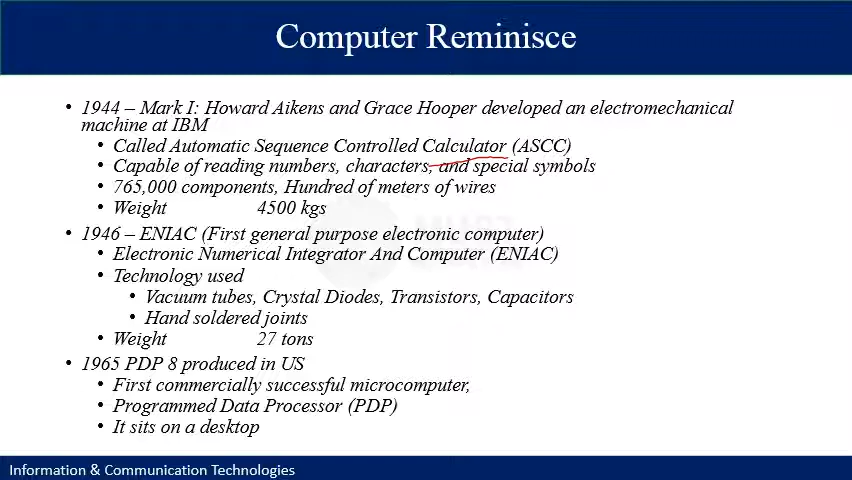 Computer Reminisce
• 1944 – Mark I: Howard Aikens and Grace Hooper developed an electromechanical
machine at IBM
• Called Automatic Sequence Controlled Calculator (ASCC)
• Capable of reading numbers, characters, and special symbols
• 765,000 components, Hundred of meters of wires
• Weight 4500 kgs
• 1946 – ENIAC (First general purpose electronic computer)
• Electronic Numerical Integrator And Computer (ENIAC)
• Technology used
• Vacuum tubes, Crystal Diodes, Transistors, Capacitors
• Hand soldered joints
• Weight 27 tons
• 1965 PDP 8 produced in US
• First commercially successful microcomputer,
• Programmed Data Processor (PDP)
• It sits on a desktop
Information & Communication Technologies